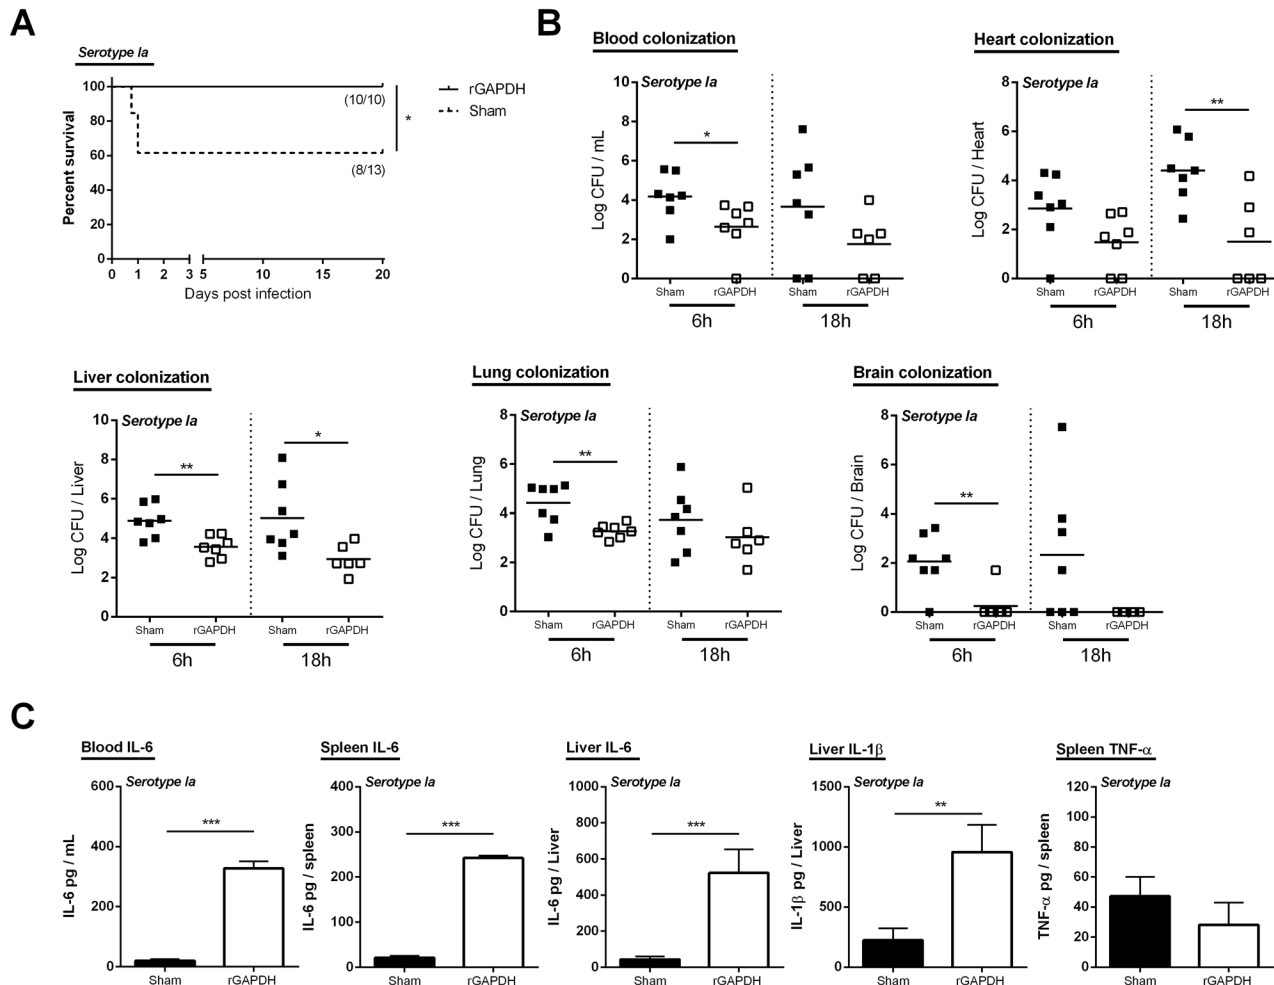 A
Serotype Ia
Percent survival
100
80
60
40
20
0
(10/10)
(8/13)
*
rGAPDH
Sham
0 1 2 3 5 10 15 20
Days post infection
B
Blood colonization
Serotype Ia
Log CFU / mL
10
8
6
4
2
0
*
Sham rGAPDH Sham rGAPDH
6h 18h
Heart colonization
Serotype Ia
Log CFU / Heart
8
6
4
2
0
**
Sham rGAPDH Sham rGAPDH
6h 18h
Liver colonization
Serotype Ia
Log CFU / Liver
10
8
6
4
2
0
** *
Sham rGAPDH Sham rGAPDH
6h 18h
Lung colonization
Serotype Ia
Log CFU / Lung
8
6
4
2
0
**
Sham rGAPDH Sham rGAPDH
6h 18h
Brain colonization
Serotype Ia
Log CFU / Brain
8
6
4
2
0
**
Sham rGAPDH Sham rGAPDH
6h 18h
C
Blood IL-6
Serotype Ia
IL-6 pg / mL
600
400
200
0
***
Sham rGAPDH
Spleen IL-6
Serotype Ia
IL-6 pg / spleen
400
300
200
100
0
***
Sham rGAPDH
Liver IL-6
Serotype Ia
IL-6 pg / Liver
1000
800
600
400
200
0
***
Sham rGAPDH
Liver IL-1β
Serotype Ia
IL-1β pg / Liver
1500
1000
500
0
**
Sham rGAPDH
Spleen TNF-α
Serotype Ia
TNF-α pg / spleen
120
100
80
60
40
20
0
Sham rGAPDH